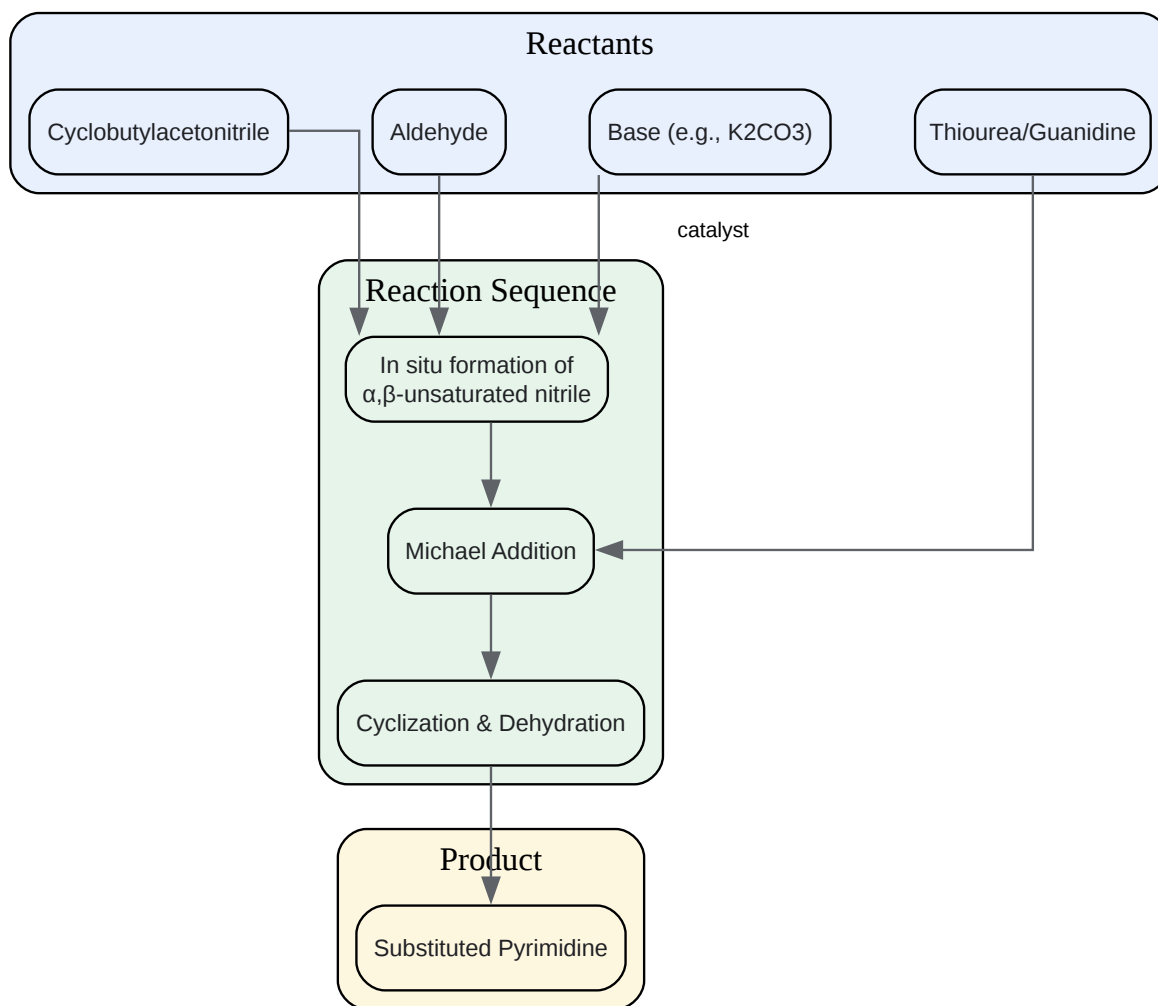 Reactants
Cyclobutylacetonitrile
Aldehyde
Base (e.g., K2CO3)
Thiourea/Guanidine
catalyst
Reaction Sequence
In situ formation of
α,β-unsaturated nitrile
Michael Addition
Cyclization & Dehydration
Product
Substituted Pyrimidine